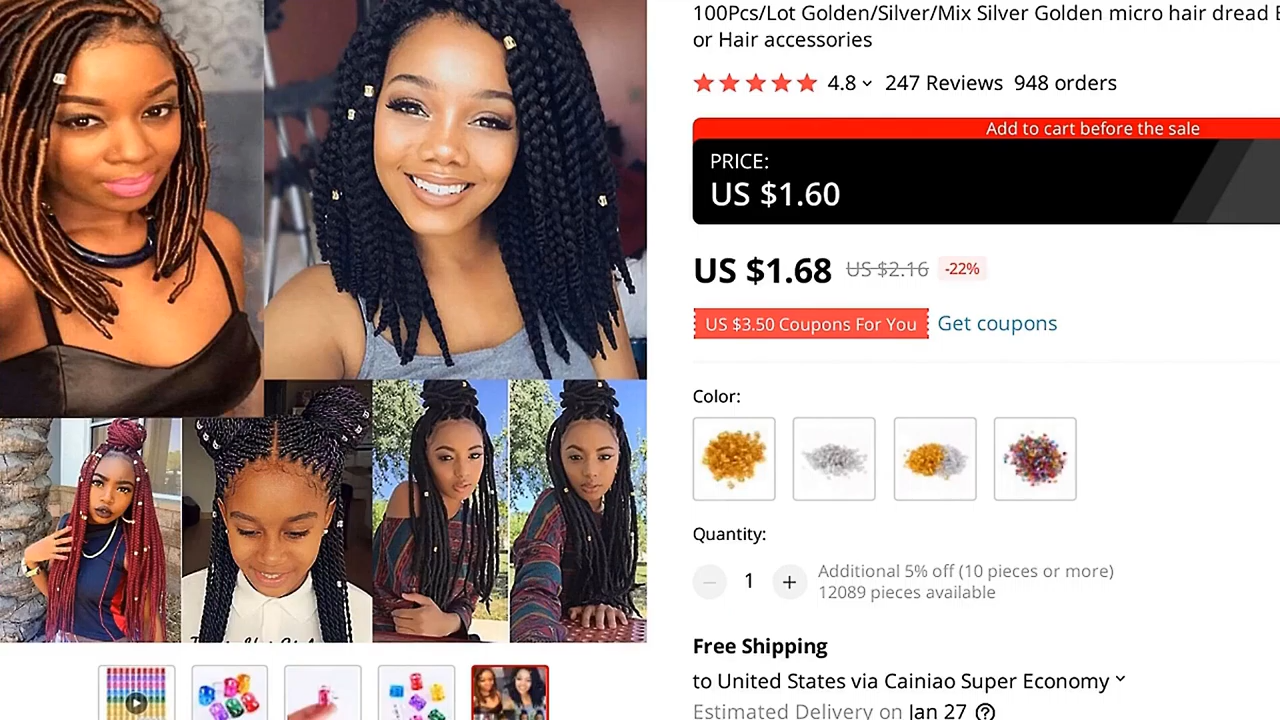 100Pcs/Lot Golden/Silver/Mix Silver Golden micro hair dread
or Hair accessories
4.8 247 Reviews 948 orders
Add to cart before the sale
PRICE:
US $1.60
US $1.68 US $2.16 -22%
US $3.50 Coupons For You Get coupons
Color:
Quantity:
1
Additional 5% off (10 pieces or more)
12089 pieces available
Free Shipping
to United States via Cainiao Super Economy
Estimated Delivery on Jan 27